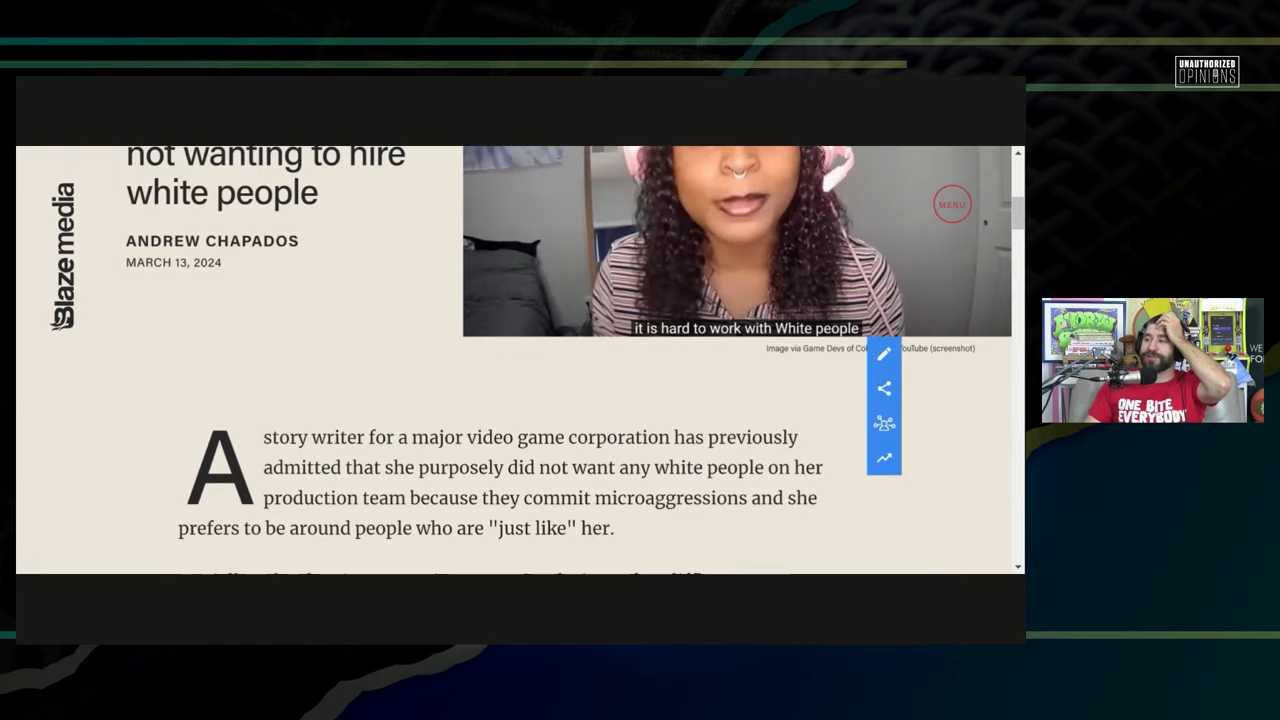 UNAUTHORIZED
OPINIONS
not wanting to hire
white people
Blaze media
ANDREW CHAPADOS
MARCH 13, 2024
MENU
it is hard to work with White people
Image via Game Devs of Col YouTube (screenshot)
A story writer for a major video game corporation has previously
admitted that she purposely did not want any white people on her
production team because they commit microaggressions and she
prefers to be around people who are "just like" her.
WE
FO
ONE BITE
EVERYBODY